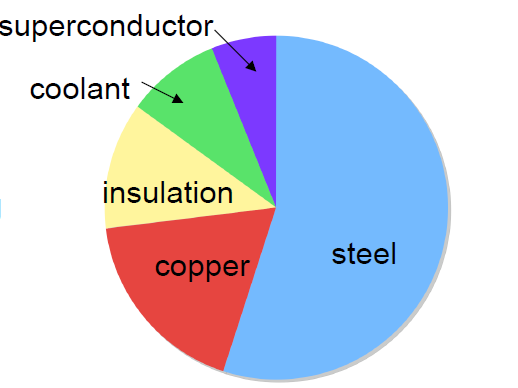 superconductor
coolant
insulation
copper
steel